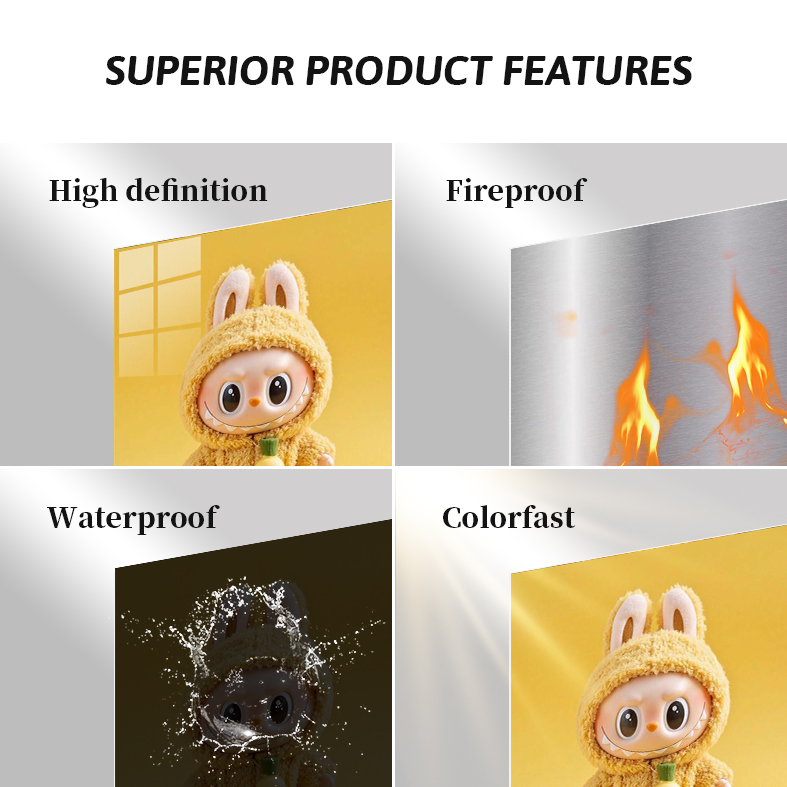 SUPERIOR PRODUCT FEATURES
High definition
Fireproof
Waterproof
Colorfast